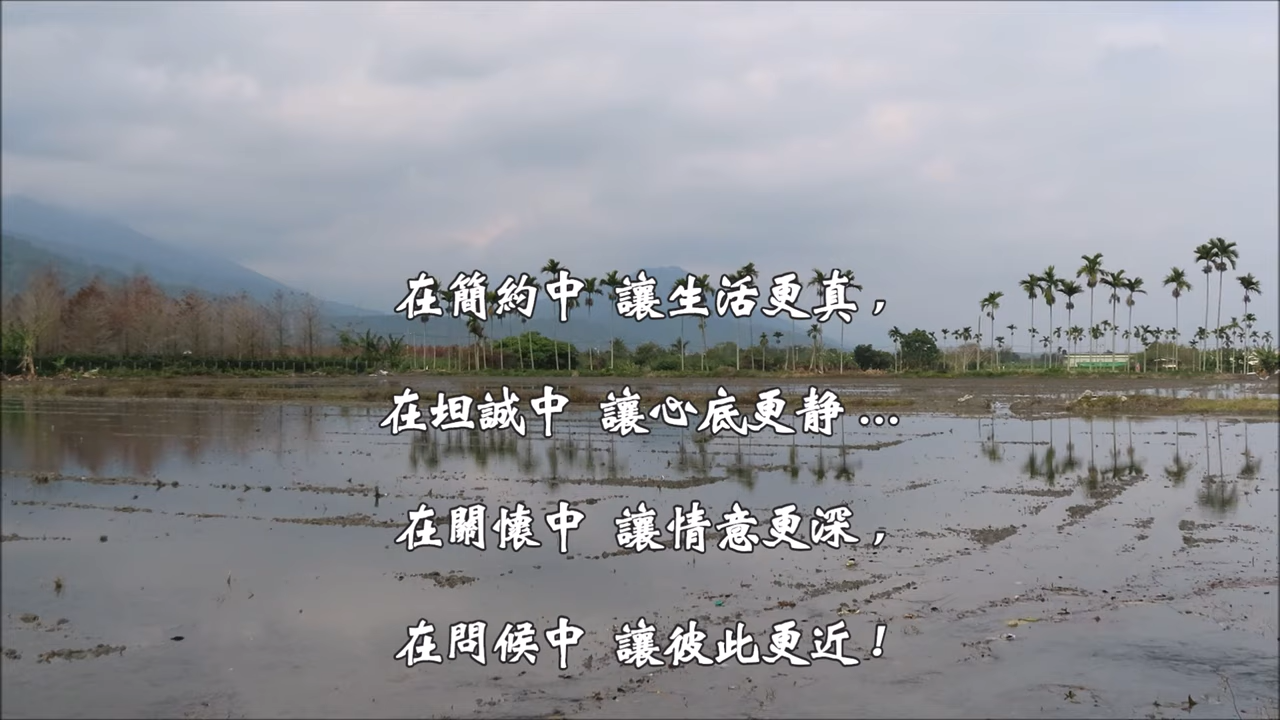 在簡約中 讓生活更真，
在坦誠中 讓心底更静…
在關懷中 讓情意更深，
在問候中 讓彼此更近！